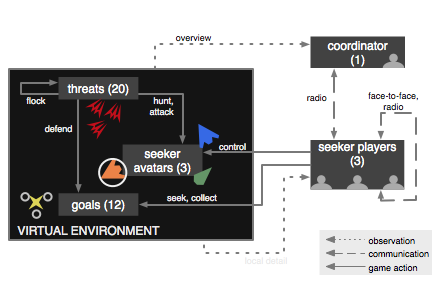 overview
coordinator
(1)
threats (20)
flock
hunt,
attack
radio
face-to-face,
radio
defend
seeker
avatars (3)
control
seeker players
(3)
goals (12)
seek, collect
VIRTUAL ENVIRONMENT
local detail
observation
communication
game action